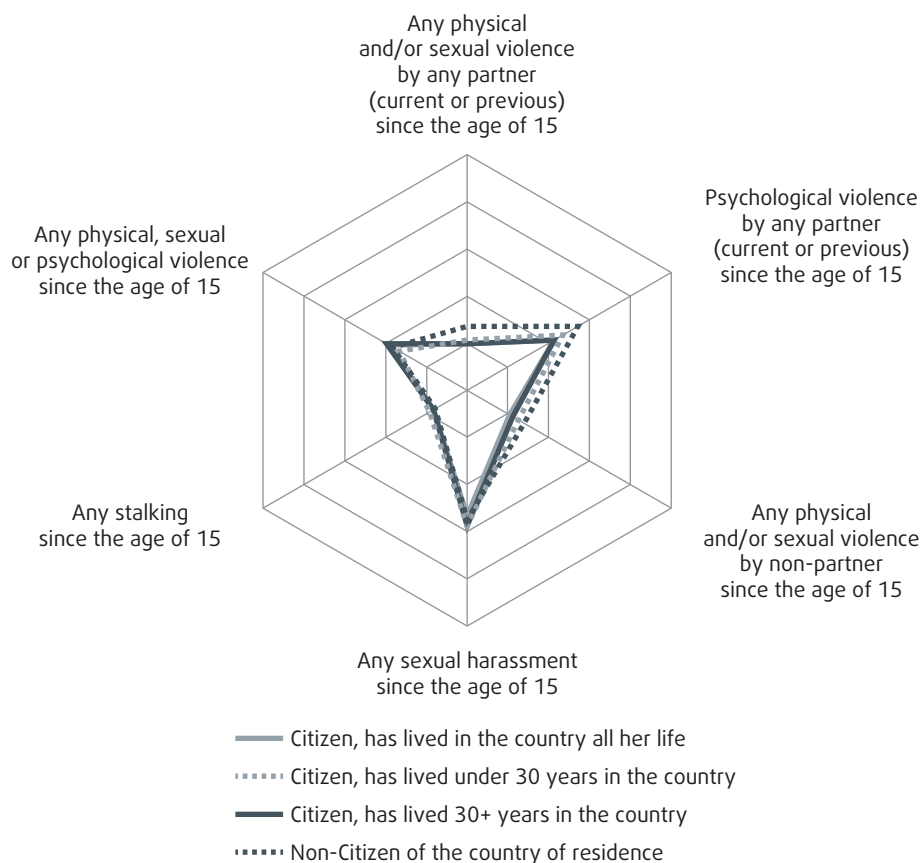 Any physical
and/or sexual violence
by any partner
(current or previous)
since the age of 15
Psychological violence
by any partner
(current or previous)
since the age of 15
Any physical, sexual
or psychological violence
since the age of 15
Any stalking
since the age of 15
Any physical
and/or sexual violence
by non-partner
since the age of 15
Any sexual harassment
since the age of 15
Citizen, has lived in the country all her life
Citizen, has lived under 30 years in the country
Citizen, has lived 30+ years in the country
Non-Citizen of the country of residence